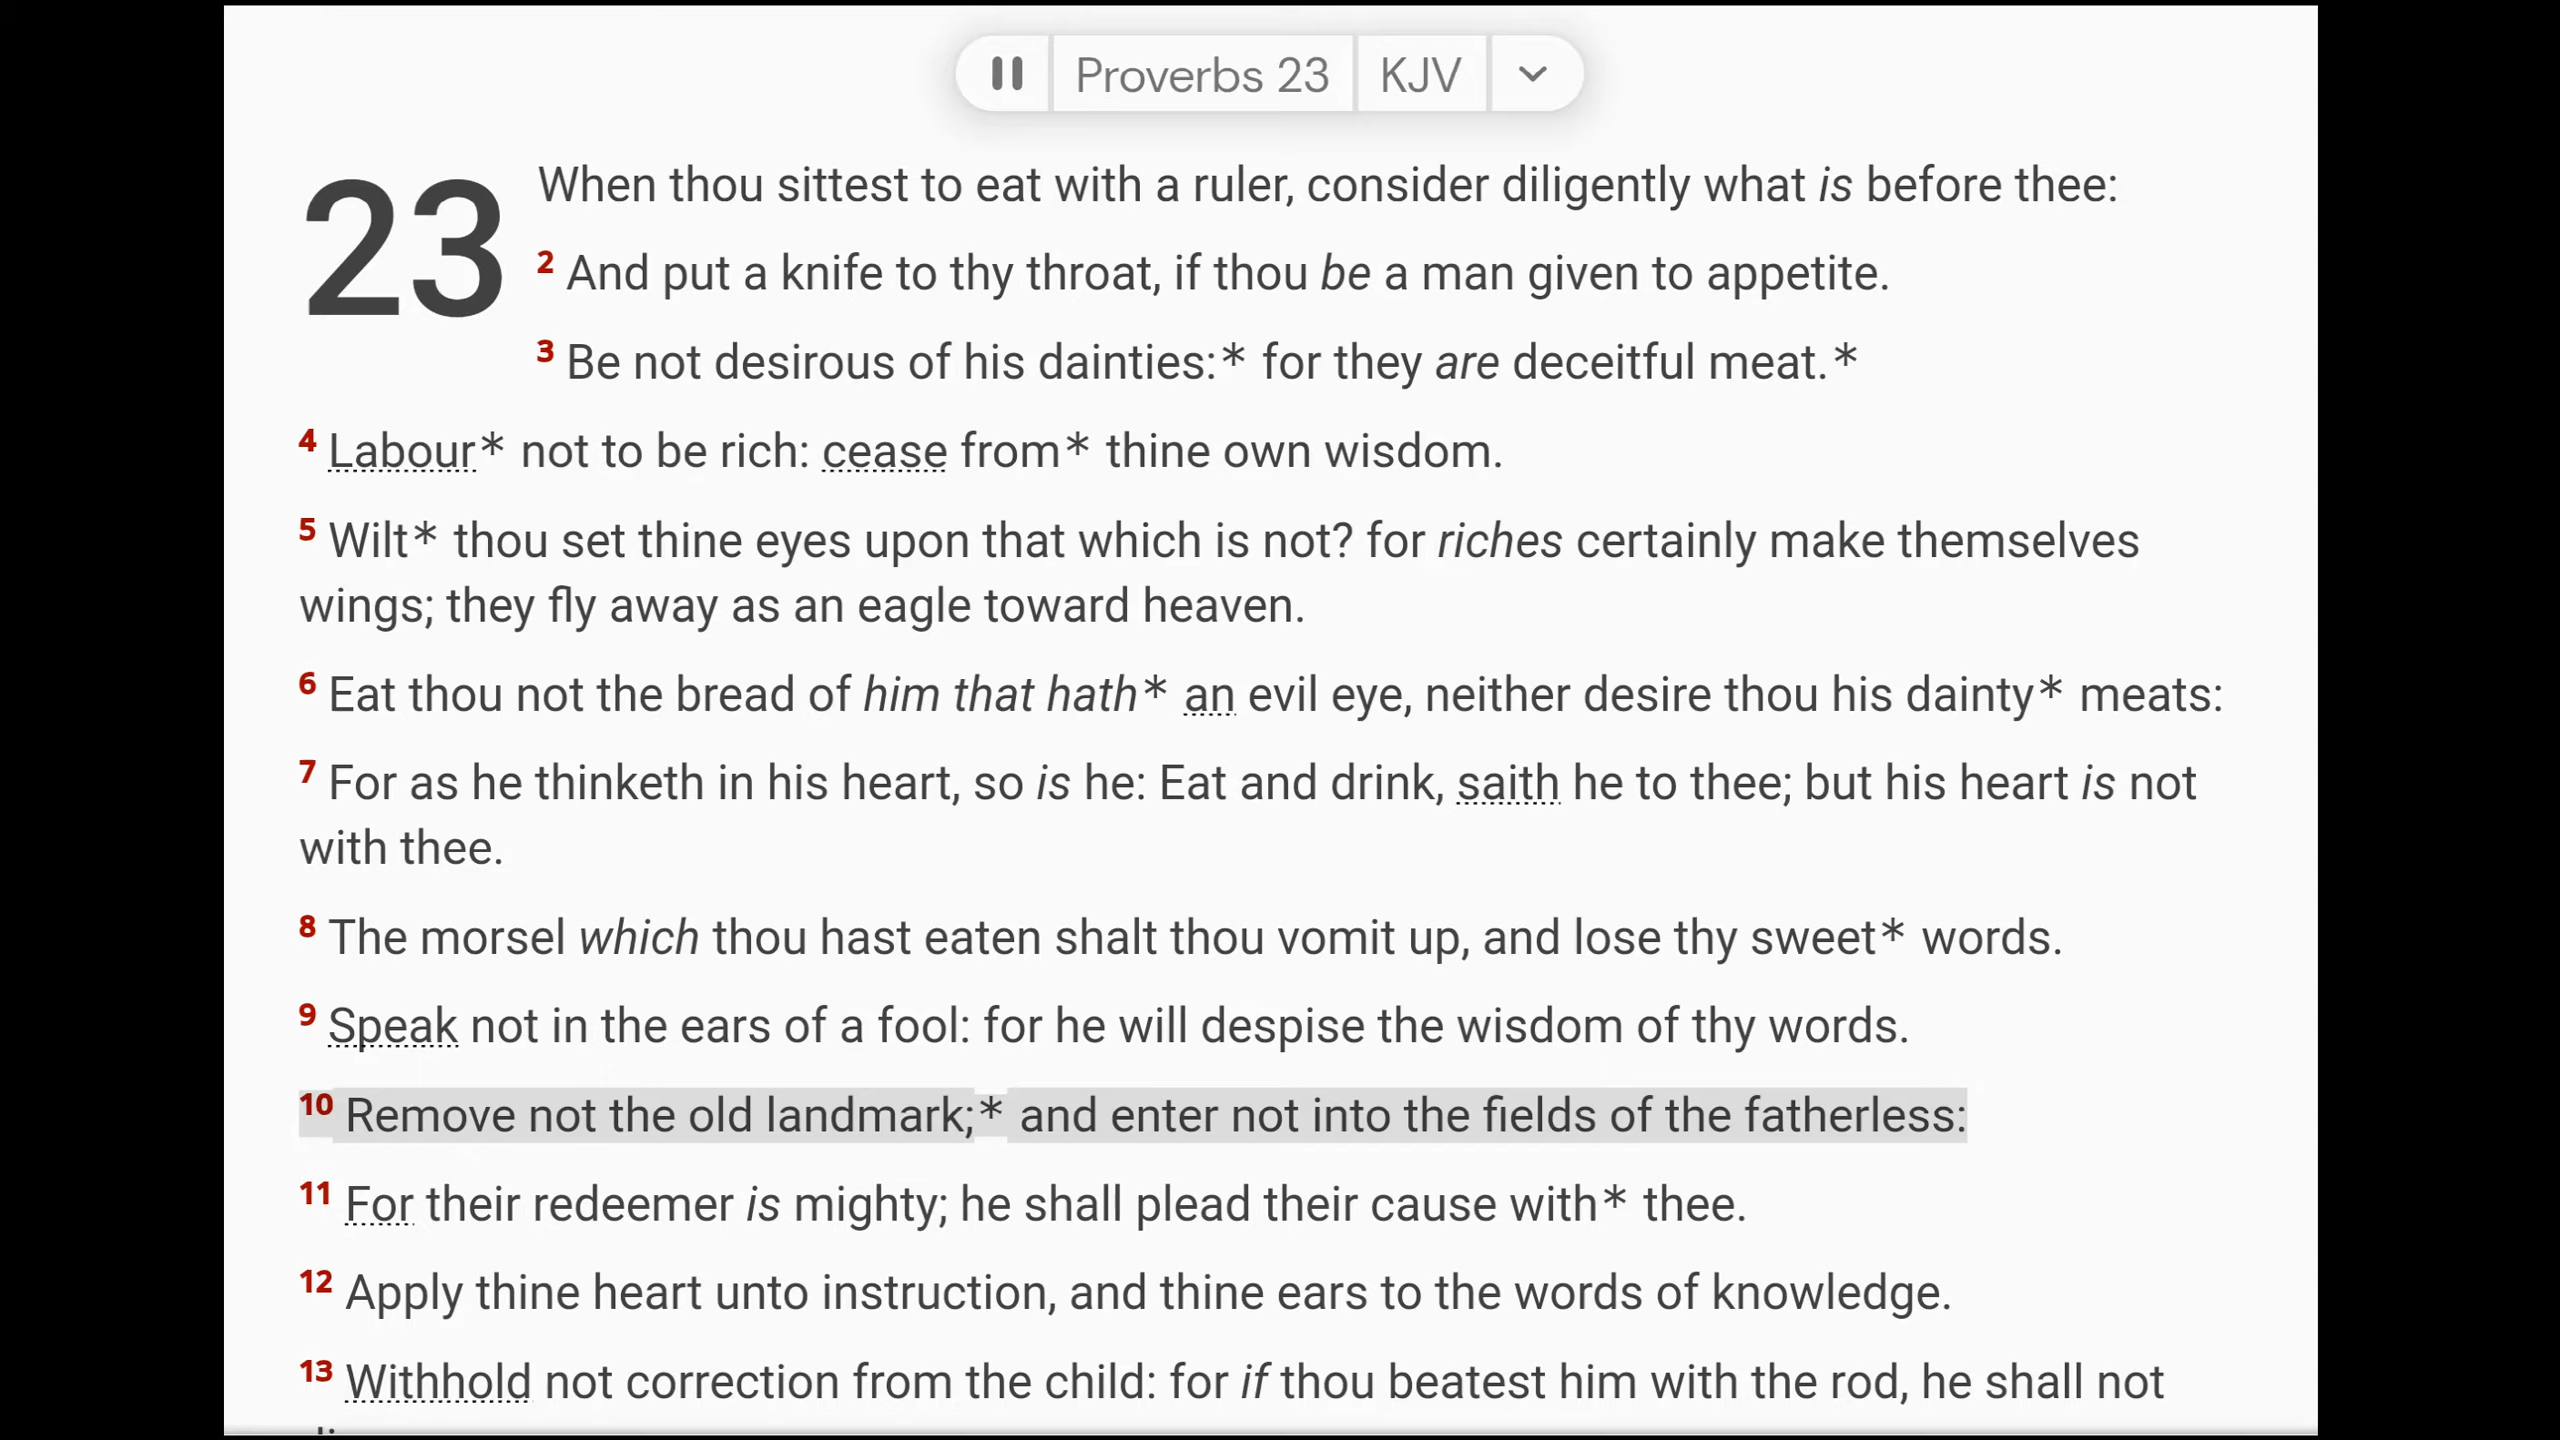 Proverbs 23 KJV
23 When thou sittest to eat with a ruler, consider diligently what is before thee:
2 And put a knife to thy throat, if thou be a man given to appetite.
3 Be not desirous of his dainties:* for they are deceitful meat.*
4 Labour* not to be rich: cease from* thine own wisdom.
5 Wilt* thou set thine eyes upon that which is not? for riches certainly make themselves
wings; they fly away as an eagle toward heaven.
6 Eat thou not the bread of him that hath* an evil eye, neither desire thou his dainty* meats:
7 For as he thinketh in his heart, so is he: Eat and drink, saith he to thee; but his heart is not
with thee.
8 The morsel which thou hast eaten shalt thou vomit up, and lose thy sweet* words.
9 Speak not in the ears of a fool: for he will despise the wisdom of thy words.
10 Remove not the old landmark;* and enter not into the fields of the fatherless:
11 For their redeemer is mighty; he shall plead their cause with* thee.
12 Apply thine heart unto instruction, and thine ears to the words of knowledge.
13 Withhold not correction from the child: for if thou beatest him with the rod, he shall not